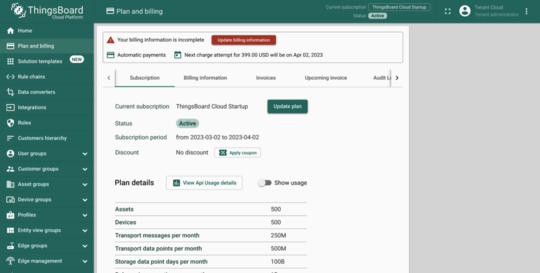 ThingsBoard
Cloud Platform
Plan and billing
Current subscription
ThingsBoard Cloud Startup
Status
Active
Tenant Cloud
Tenant administrator
Home
Plan and billing
Solution templates
NEW
Rule chains
Data converters
Integrations
Roles
Customers hierarchy
User groups
Customer groups
Asset groups
Device groups
Profiles
Entity view groups
Edge groups
Edge management
Your billing information is incomplete
Update billing information
Automatic payments
Next charge attempt for 399.00 USD will be on Apr 02, 2023
Subscription
Billing information
Invoices
Upcoming invoice
Audit L
Current subscription
ThingsBoard Cloud Startup
Update plan
Status
Active
Subscription period
from 2023-03-02 to 2023-04-02
Discount
No discount
Apply coupon
Plan details
View Api Usage details
Show usage
Assets 500
Devices 500
Transport messages per month 250M
Transport data points per month 500M
Storage data point days per month 100B